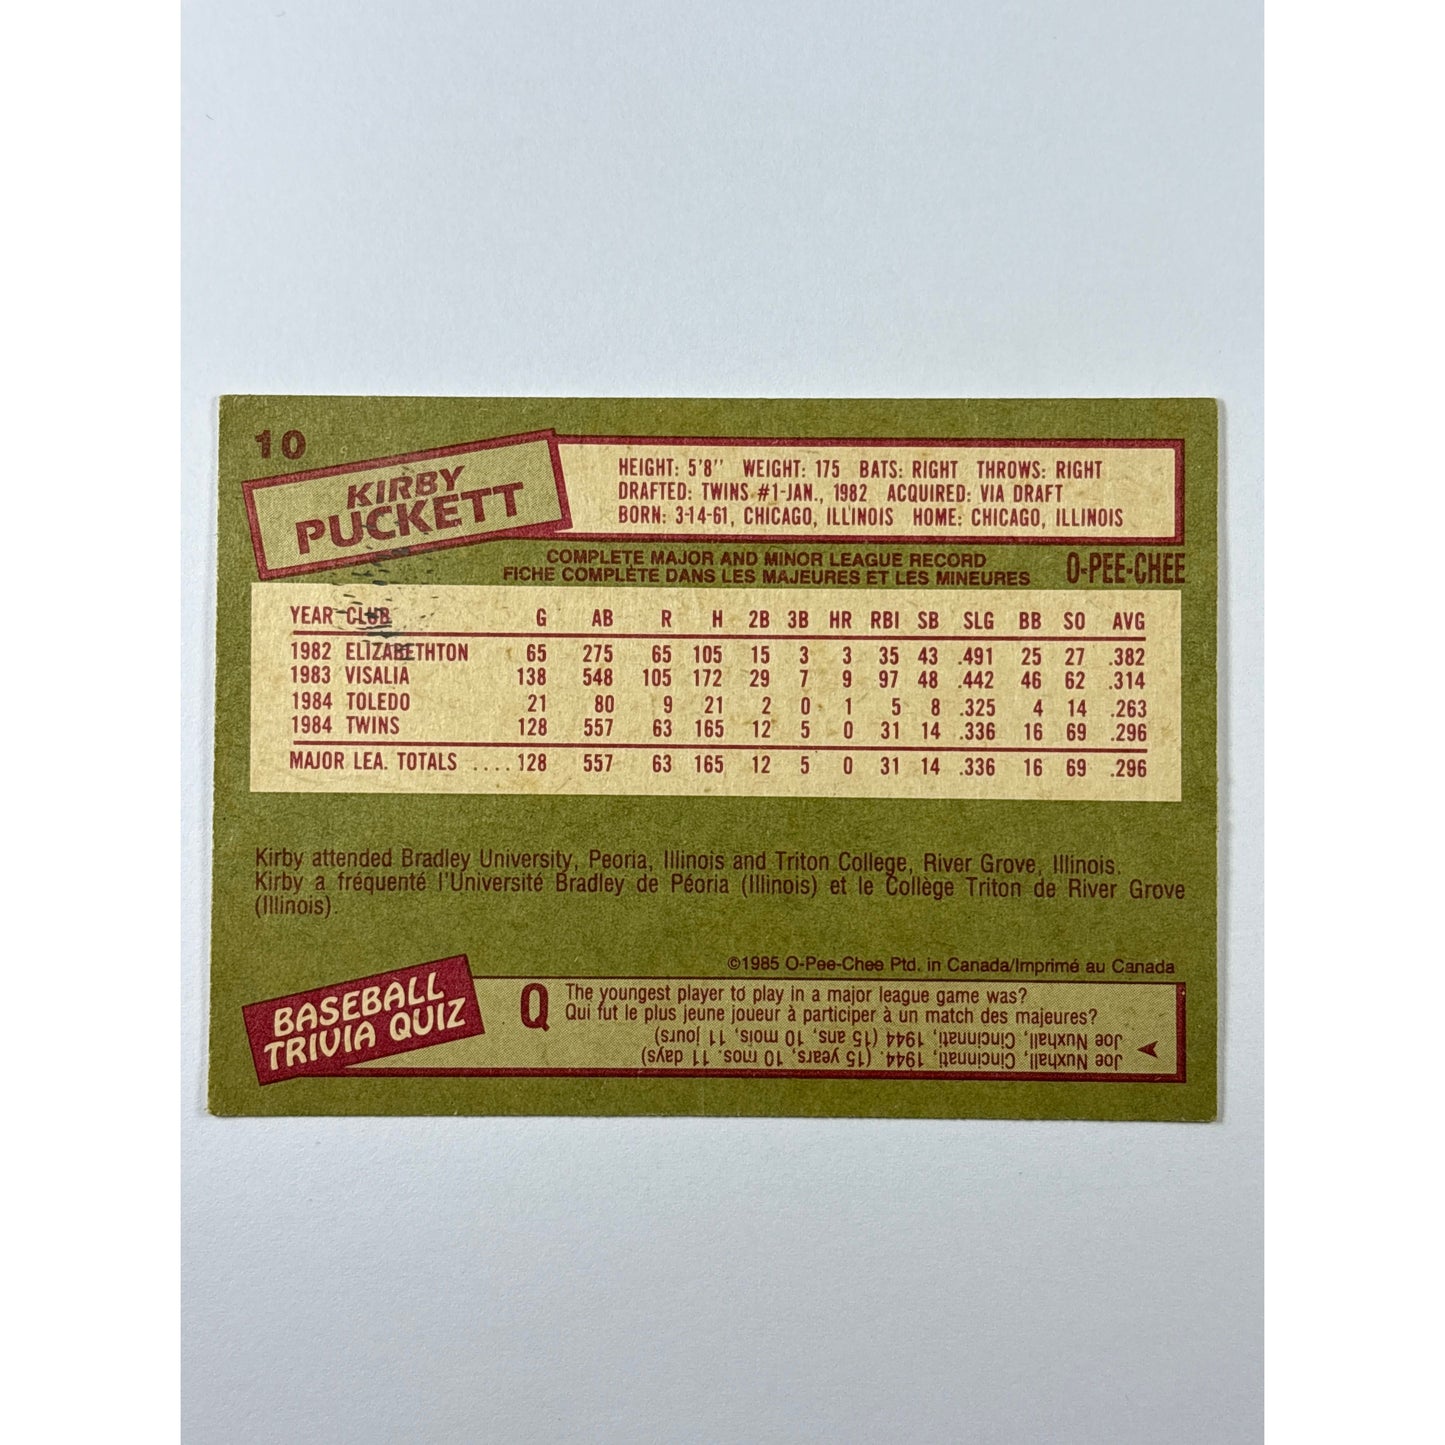 10
KIRBY
PUCKETT
HEIGHT: 5'8'' WEIGHT: 175 BATS: RIGHT THROWS: RIGHT
DRAFTED: TWINS #1-JAN., 1982 ACQUIRED: VIA DRAFT
BORN: 3-14-61, CHICAGO, ILLINOIS HOME: CHICAGO, ILLINOIS
COMPLETE MAJOR AND MINOR LEAGUE RECORD
FICHE COMPLÈTE DANS LES MAJEURES ET LES MINEURES
O-PEE-CHEE
YEAR CLUB G AB R H 2B 3B HR RBI SB SLG BB SO AVG
1982 ELIZABETHTON 65 275 65 105 15 3 3 35 43 .491 25 27 .382
1983 VISALIA 138 548 105 172 29 7 9 97 48 .442 46 62 .314
1984 TOLEDO 21 80 9 21 2 0 1 5 8 .325 4 14 .263
1984 TWINS 128 557 63 165 12 5 0 31 14 .336 16 69 .296
MAJOR LEA. TOTALS ....128 557 63 165 12 5 0 31 14 .336 16 69 .296
Kirby attended Bradley University, Peoria, Illinois and Triton College, River Grove, Illinois.
Kirby a fréquenté l'Université Bradley de Péoria (Illinois) et le Collège Triton de River Grove
(Illinois).
©1985 O-Pee-Chee Ptd. in Canada/Imprimé au Canada
BASEBALL
TRIVIA QUIZ
Q
The youngest player to play in a major league game was?
Qui fut le plus jeune joueur à participer à un match des majeures?
Joe Nuxhall, Cincinnati, 1944. (15 years, 10 mos. 11 days)
Joe Nuxhall, Cincinnati, 1944 (15 ans, 10 mois, 11 jours)